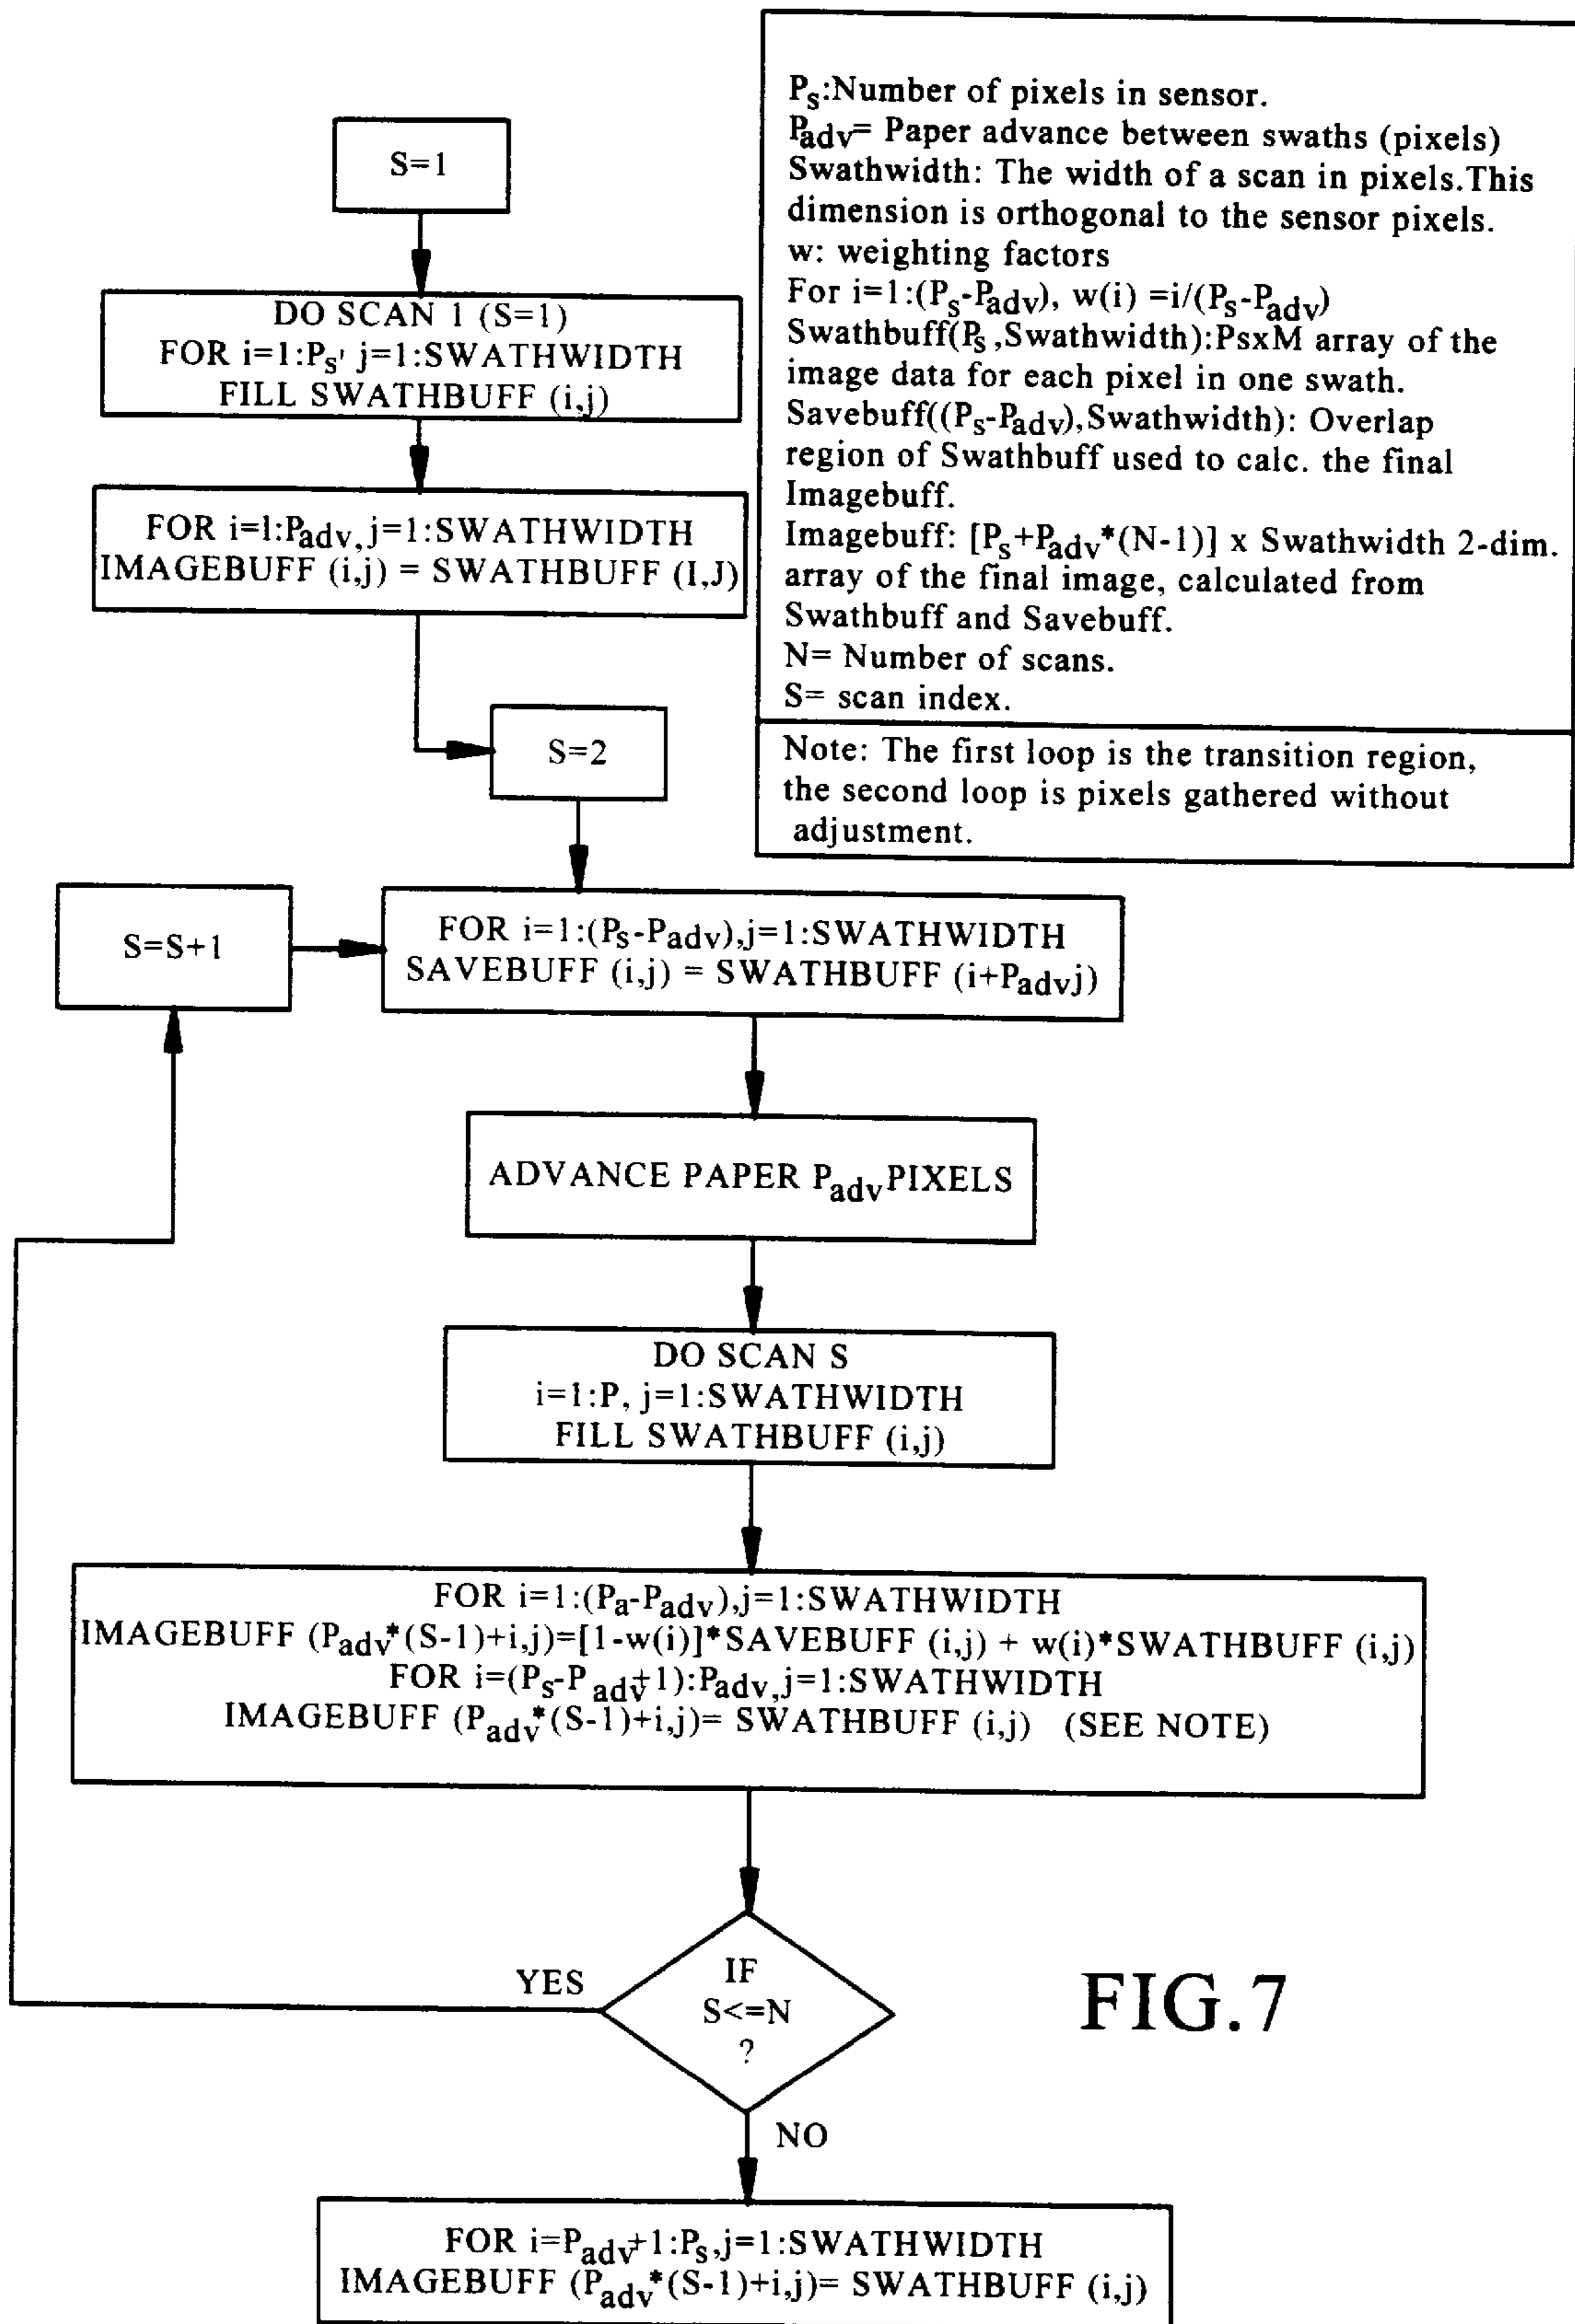 S=1
DO SCAN 1 (S=1)
FOR i=1:Ps' j=1:SWATHWIDTH
FILL SWATHBUFF (i,j)
FOR i=1:Padv,j=1:SWATHWIDTH
IMAGEBUFF (i,j) = SWATHBUFF (I,J)
S=2
Ps:Number of pixels in sensor.
Padv= Paper advance between swaths (pixels)
Swathwidth: The width of a scan in pixels.This
dimension is orthogonal to the sensor pixels.
w: weighting factors
For i=1:(Ps-Padv), w(i) =i/(Ps-Padv)
Swathbuff(Ps,Swathwidth):PsxM array of the
image data for each pixel in one swath.
Savebuff((Ps-Padv),Swathwidth): Overlap
region of Swathbuff used to calc. the final
Imagebuff.
Imagebuff: [Ps+Padv*(N-1)] x Swathwidth 2-dim.
array of the final image, calculated from
Swathbuff and Savebuff.
N= Number of scans.
S= scan index.
Note: The first loop is the transition region,
the second loop is pixels gathered without
adjustment.
S=S+1
FOR i=1:(Ps-Padv),j=1:SWATHWIDTH
SAVEBUFF (i,j) = SWATHBUFF (i+Padvj)
ADVANCE PAPER Padv PIXELS
DO SCAN S
i=1:P, j=1:SWATHWIDTH
FILL SWATHBUFF (i,j)
FOR i=1:(Pa-Padv),j=1:SWATHWIDTH
IMAGEBUFF (Padv*(S-1)+i,j)=[1-w(i)]*SAVEBUFF (i,j) + w(i)*SWATHBUFF (i,j)
FOR i=(Ps-Padv+1):Padv,j=1:SWATHWIDTH
IMAGEBUFF (Padv*(S-1)+i,j)= SWATHBUFF (i,j) (SEE NOTE)
YES
IF
S<=N
?
FIG.7
NO
FOR i=Padv+1:Ps,j=1:SWATHWIDTH
IMAGEBUFF (Padv*(S-1)+i,j)= SWATHBUFF (i,j)